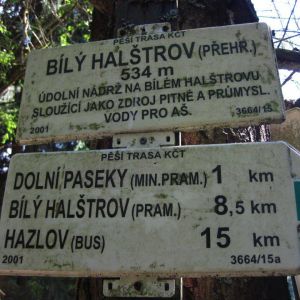 PĚŠÍ TRASA KČT
BÍLÝ HALŠTROV (PŘEHR.)
534 m
ÚDOLNÍ NÁDRŽ NA BÍLÉM HALŠTROVU
SLOUŽÍCÍ JAKO ZDROJ PITNÉ A PRŮMYSL.
VODY PRO AŠ.
2001 3664/15
PĚŠÍ TRASA KČT
DOLNÍ PASEKY (MIN.PRAM.) 1 km
BÍLÝ HALŠTROV (PRAM.) 8,5 km
HAZLOV (BUS) 15 km
2001 3664/15a